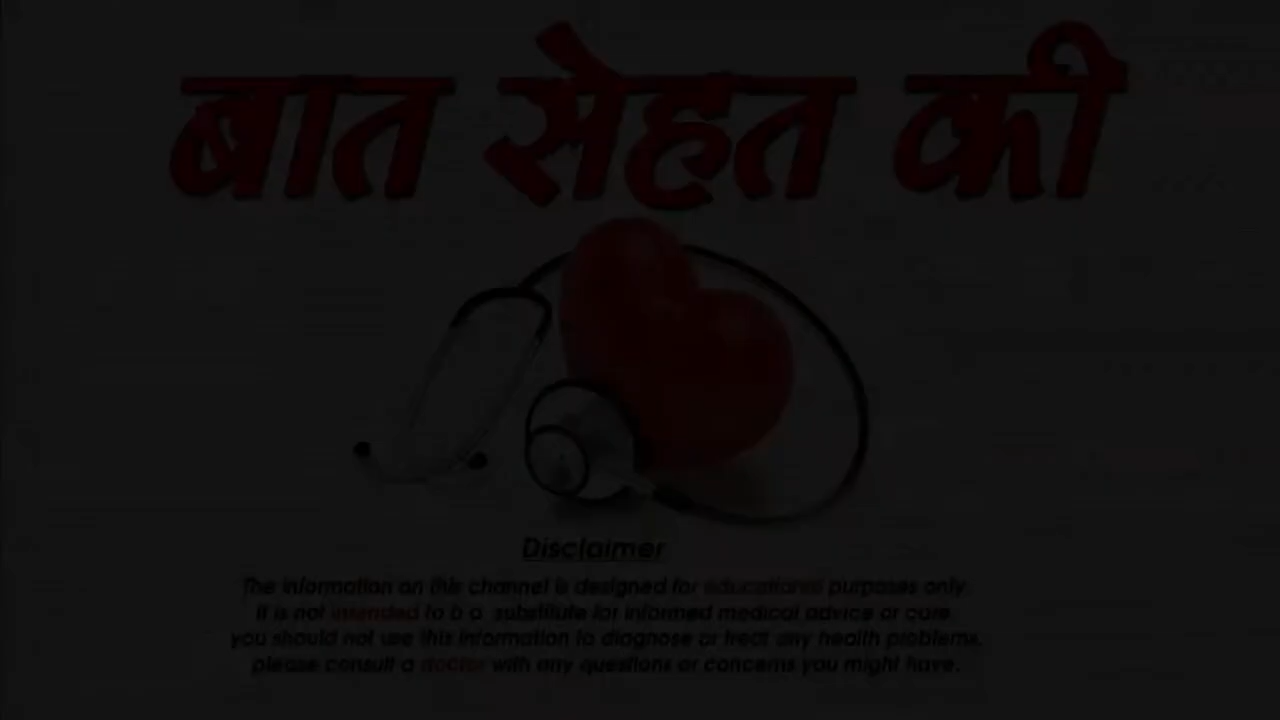 बात सेहत की
Disclaimer
The information on this channel is designed for educational purposes only.
it is not intended to b a substitute for informed medical advice or care.
you should not use this information to diagnose or treat any health problems.
please consult a doctor with any questions or concerns you might have.